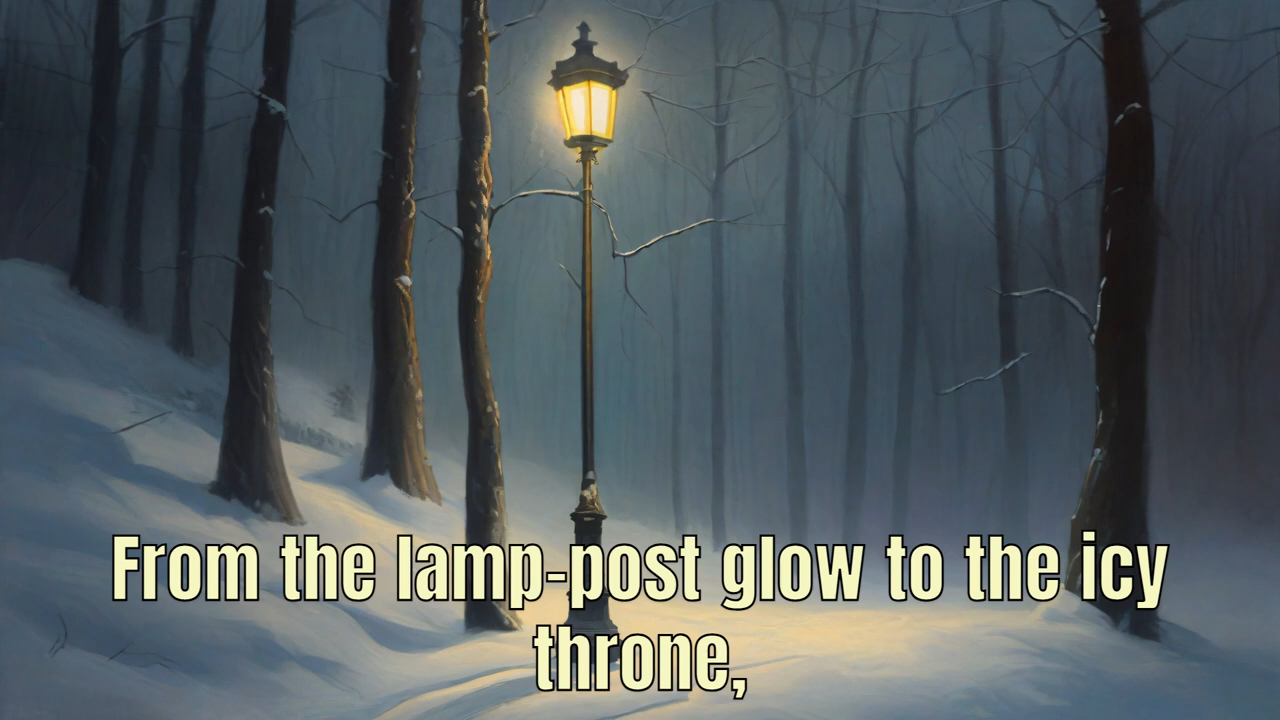 From the lamp-post glow to the icy
throne,